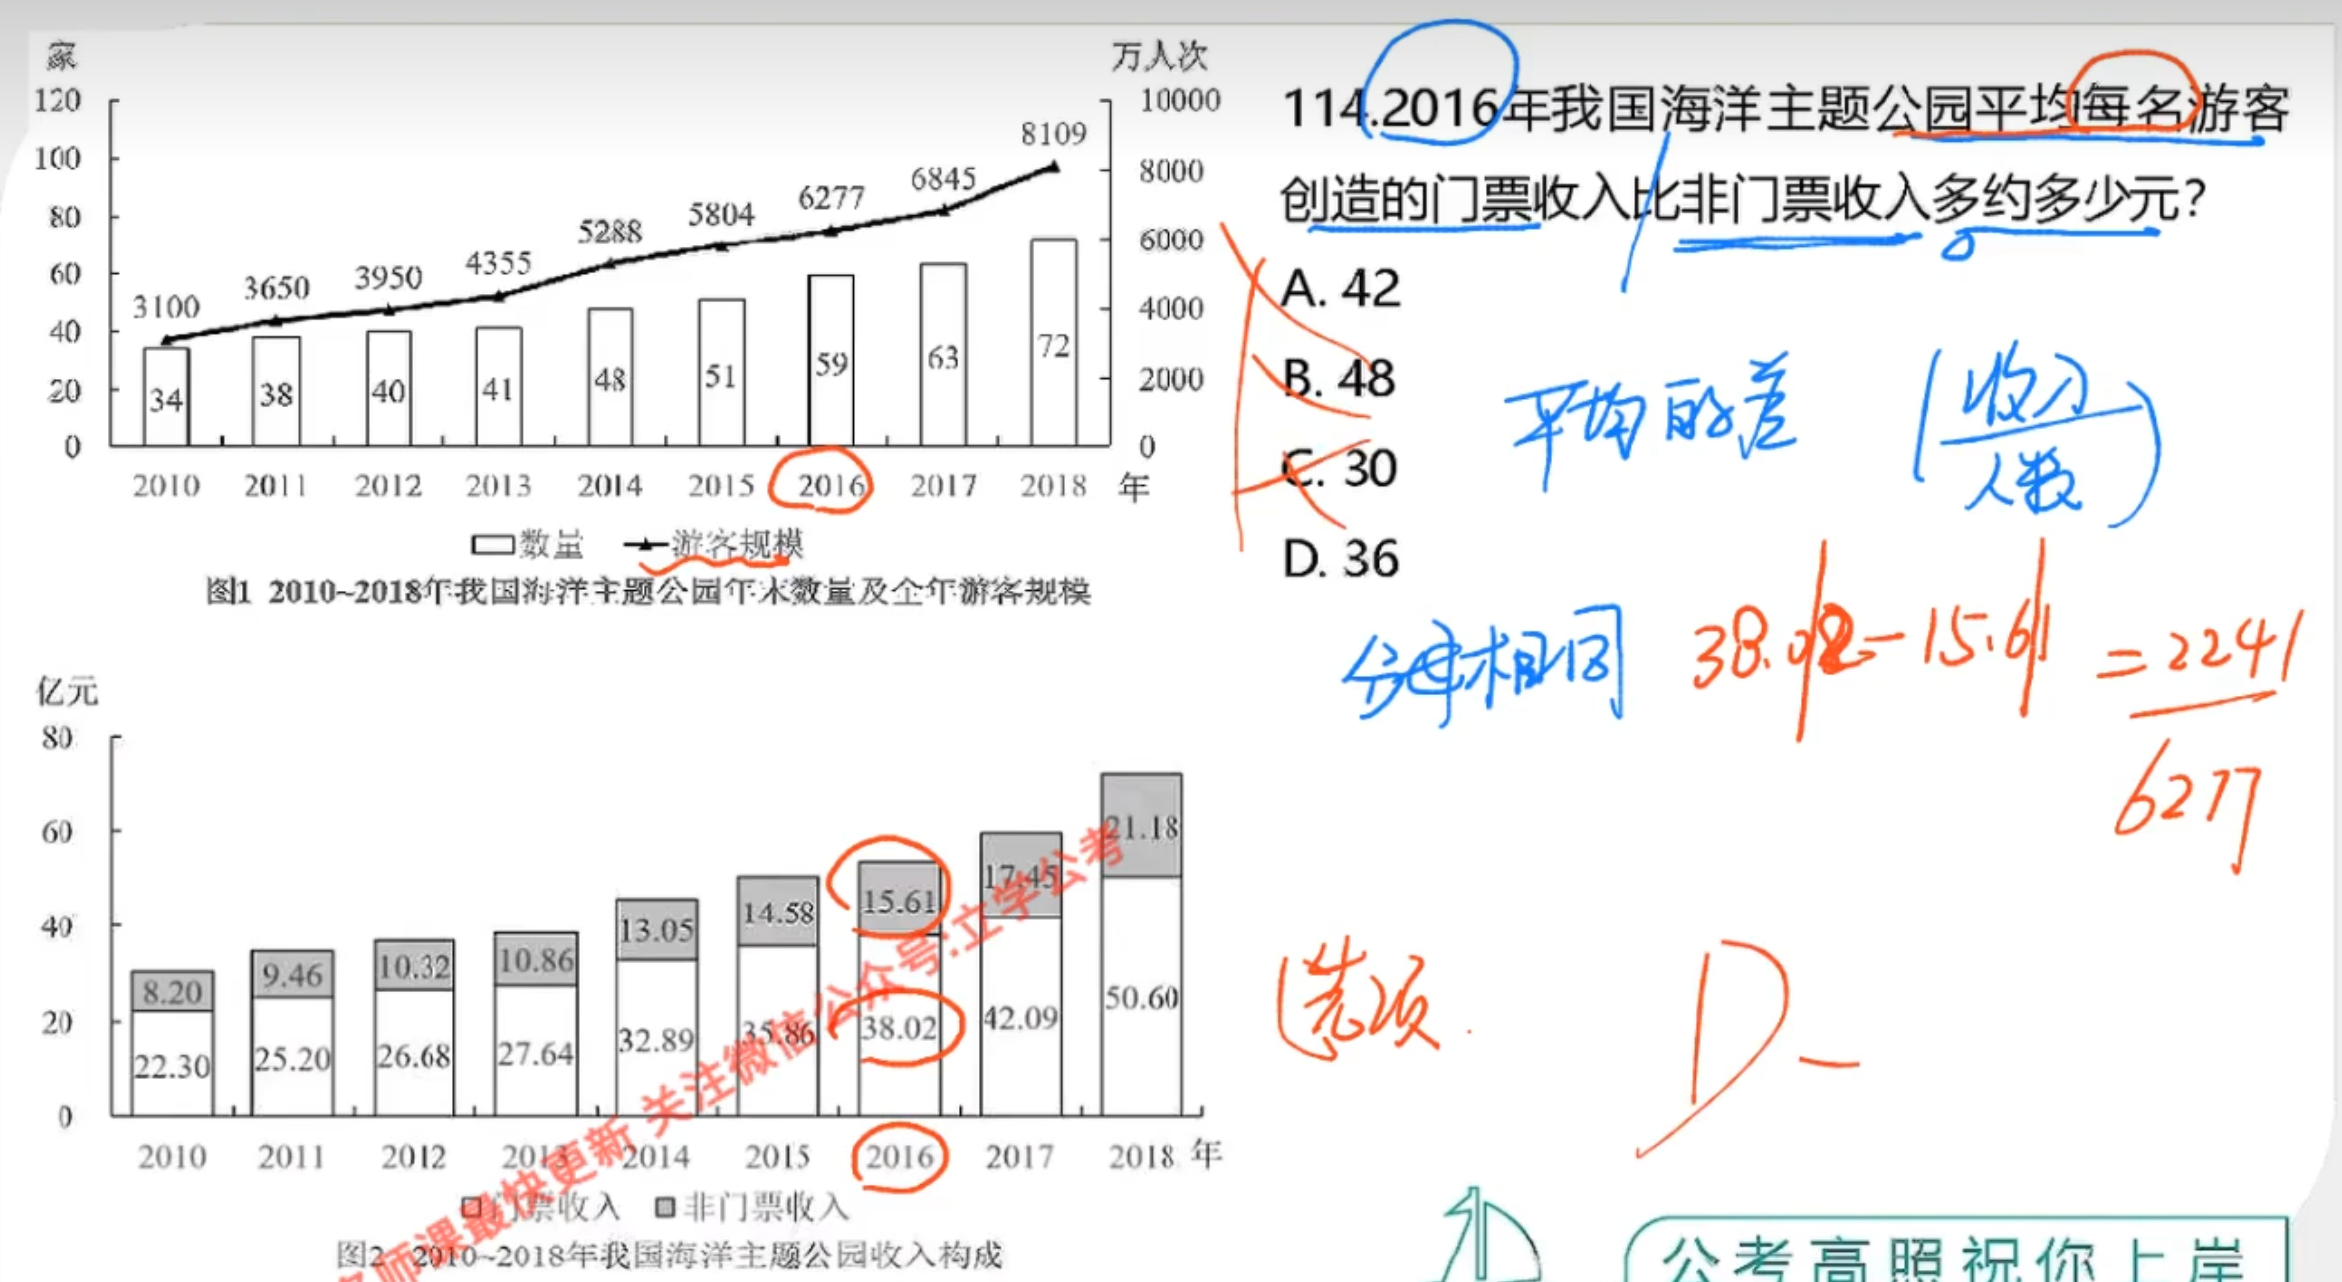 家
万人次
120
100
80
60
40
20
0
10000
8000
6000
4000
2000
0
3100
3650
3950
4355
5288
5804
6277
6845
8109
34
38
40
41
48
51
59
63
72
2010 2011 2012 2013 2014 2015 2016 2017 2018 年
数量 游客规模
图1 2010~2018年我国海洋主题公园年末数量及全年游客规模
亿元
80
60
40
20
0
8.20
9.46
10.32
10.86
13.05
14.58
15.61
17.45
21.18
22.30
25.20
26.68
27.64
32.89
35.86
38.02
42.09
50.60
2010 2011 2012 2013 2014 2015 2016 2017 2018 年
门票收入 非门票收入
图2 2010~2018年我国海洋主题公园收入构成
名师课最快更新 关注微信公众号:立学公考
114.2016年我国海洋主题公园平均每名游客
创造的门票收入比非门票收入多约多少元?
A. 42
B. 48
C. 30
D. 36
平均的差
(收入
人数)
分母相同
38.02-15.61
=2241
6277
选项
D
公考高照祝你上岸